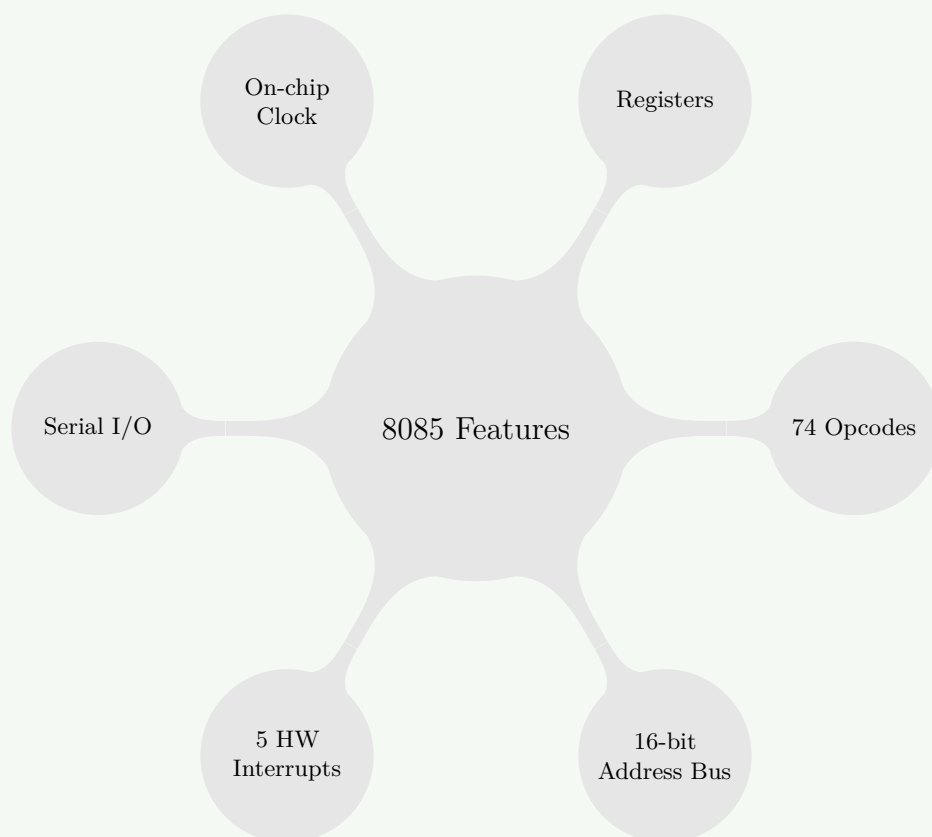 On-chip
Clock
Registers
Serial I/O
8085 Features
74 Opcodes
5 HW
Interrupts
16-bit
Address Bus